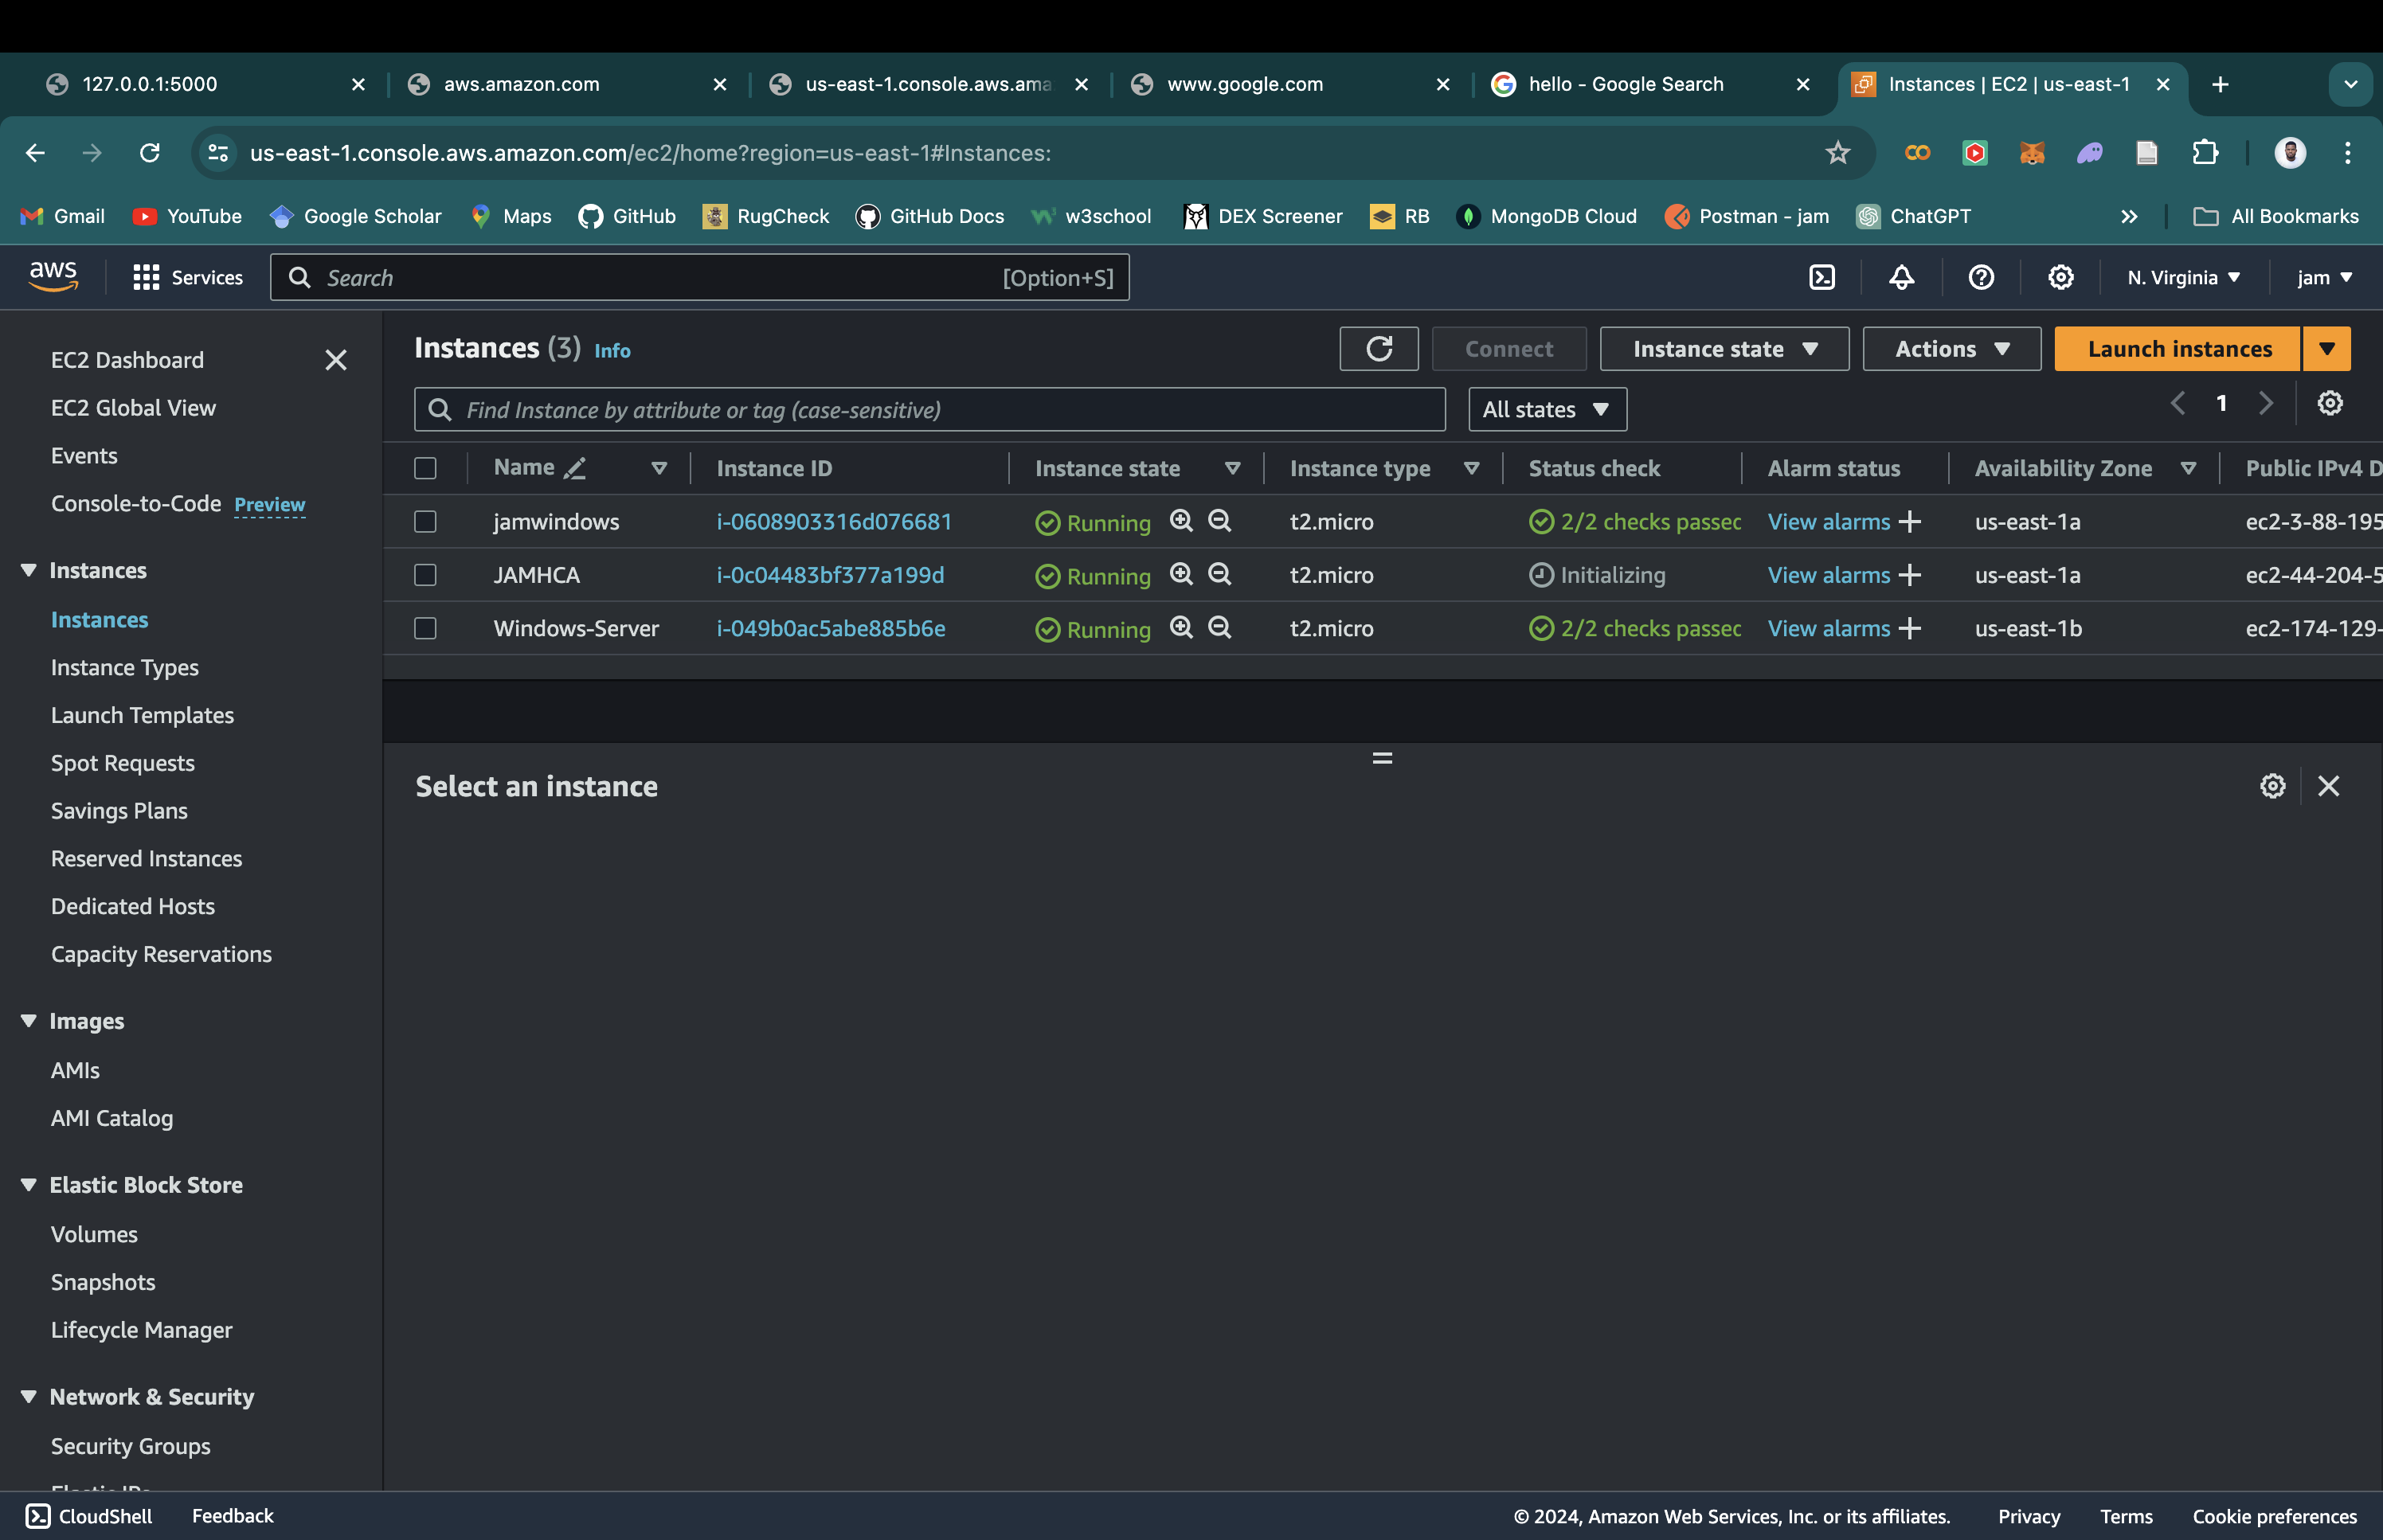 127.0.0.1:5000
aws.amazon.com
us-east-1.console.aws.ama
www.google.com
hello - Google Search
Instances | EC2 | us-east-1
us-east-1.console.aws.amazon.com/ec2/home?region=us-east-1#Instances:
Gmail YouTube Google Scholar Maps GitHub RugCheck GitHub Docs w3school DEX Screener RB MongoDB Cloud Postman - jam ChatGPT All Bookmarks
aws Services Search [Option+S] N. Virginia jam
EC2 Dashboard
EC2 Global View
Events
Console-to-Code Preview
Instances
Instances
Instance Types
Launch Templates
Spot Requests
Savings Plans
Reserved Instances
Dedicated Hosts
Capacity Reservations
Images
AMIs
AMI Catalog
Elastic Block Store
Volumes
Snapshots
Lifecycle Manager
Network & Security
Security Groups
Instances (3) Info Connect Instance state Actions Launch instances
Find Instance by attribute or tag (case-sensitive) All states 1
Name Instance ID Instance state Instance type Status check Alarm status Availability Zone Public IPv4 D
jamwindows i-0608903316d076681 Running t2.micro 2/2 checks passec View alarms us-east-1a ec2-3-88-195
JAMHCA i-0c04483bf377a199d Running t2.micro Initializing View alarms us-east-1a ec2-44-204-5
Windows-Server i-049b0ac5abe885b6e Running t2.micro 2/2 checks passec View alarms us-east-1b ec2-174-129-
Select an instance
CloudShell Feedback © 2024, Amazon Web Services, Inc. or its affiliates. Privacy Terms Cookie preferences